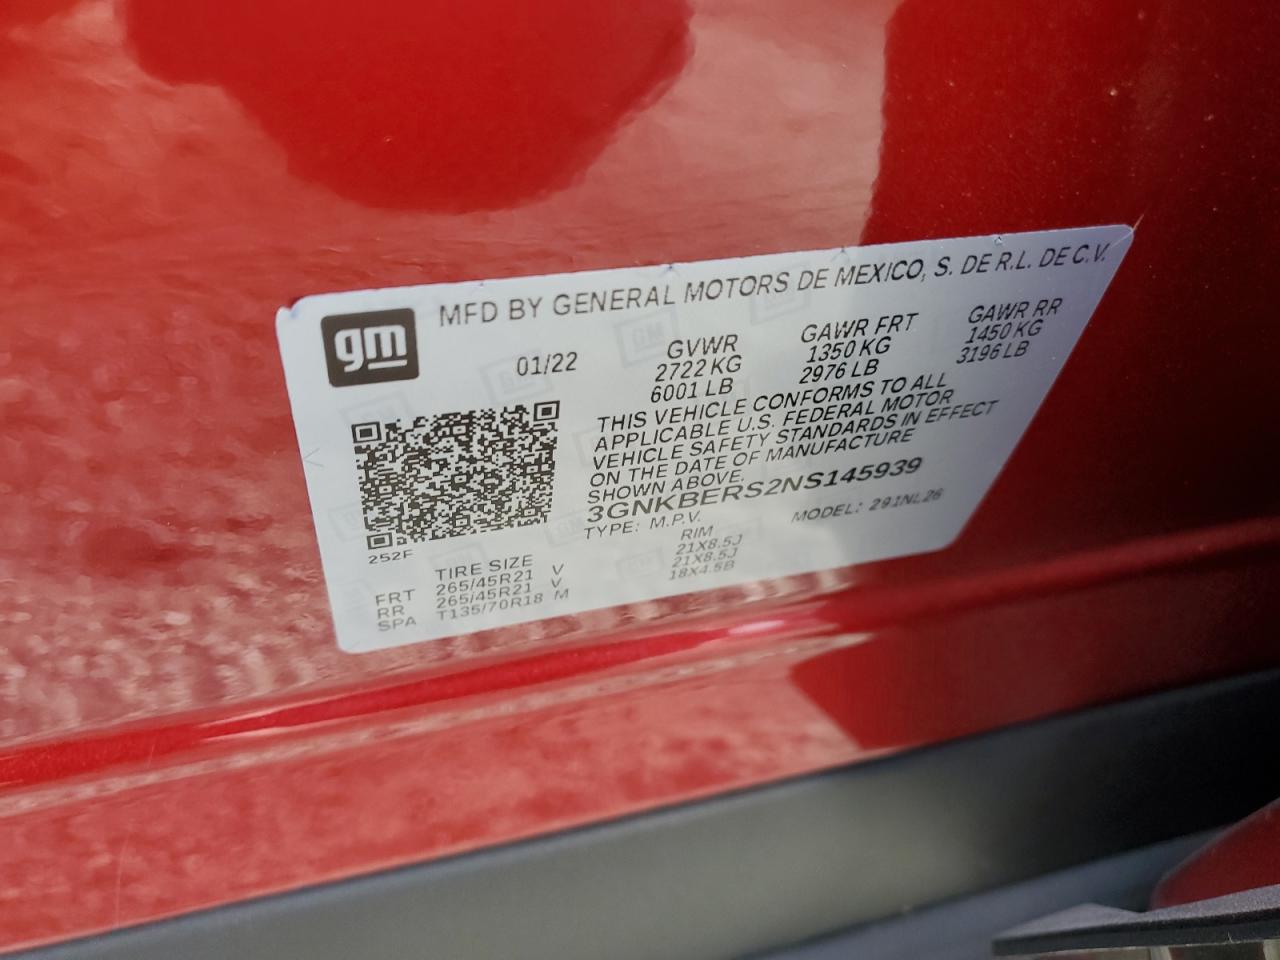 MFD BY GENERAL MOTORS DE MEXICO, S. DE R.L. DE C.V.
gm
01/22
GVWR GAWR FRT GAWR RR
2722 KG 1350 KG 1450 KG
6001 LB 2976 LB 3196 LB
THIS VEHICLE CONFORMS TO ALL
APPLICABLE U.S. FEDERAL MOTOR
VEHICLE SAFETY STANDARDS IN EFFECT
ON THE DATE OF MANUFACTURE
SHOWN ABOVE.
3GNKBERS2NS145939
TYPE: M.P.V. MODEL: 291NL26
252F
TIRE SIZE RIM
FRT 265/45R21 V 21X8.5J
RR 265/45R21 V 21X8.5J
SPA T135/70R18 M 18X4.5B